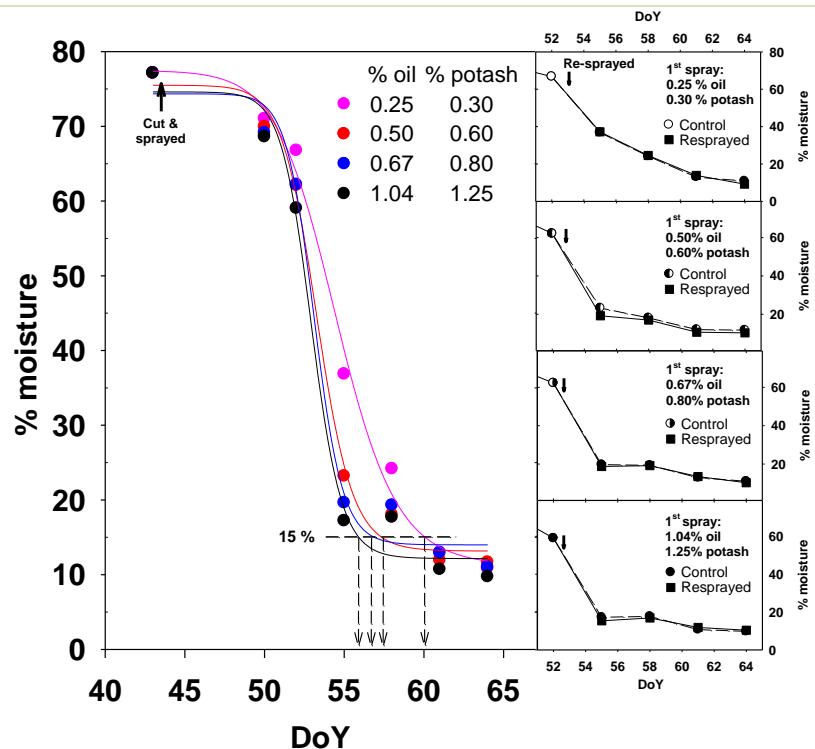 80
70
60
50
40
30
20
10
0
% moisture
40 45 50 55 60 65
DoY
Cut &
sprayed
% oil % potash
0.25 0.30
0.50 0.60
0.67 0.80
1.04 1.25
15 %
DoY
52 54 56 58 60 62 64
80
60
40
20
0
% moisture
Re-sprayed
1st spray:
0.25 % oil
0.30 % potash
Control
Resprayed
60
40
20
% moisture
1st spray:
0.50% oil
0.60% potash
Control
Resprayed
60
40
20
% moisture
1st spray:
0.67% oil
0.80% potash
Control
Resprayed
60
40
20
0
% moisture
1st spray:
1.04% oil
1.25% potash
Control
Resprayed
52 54 56 58 60 62 64
DoY